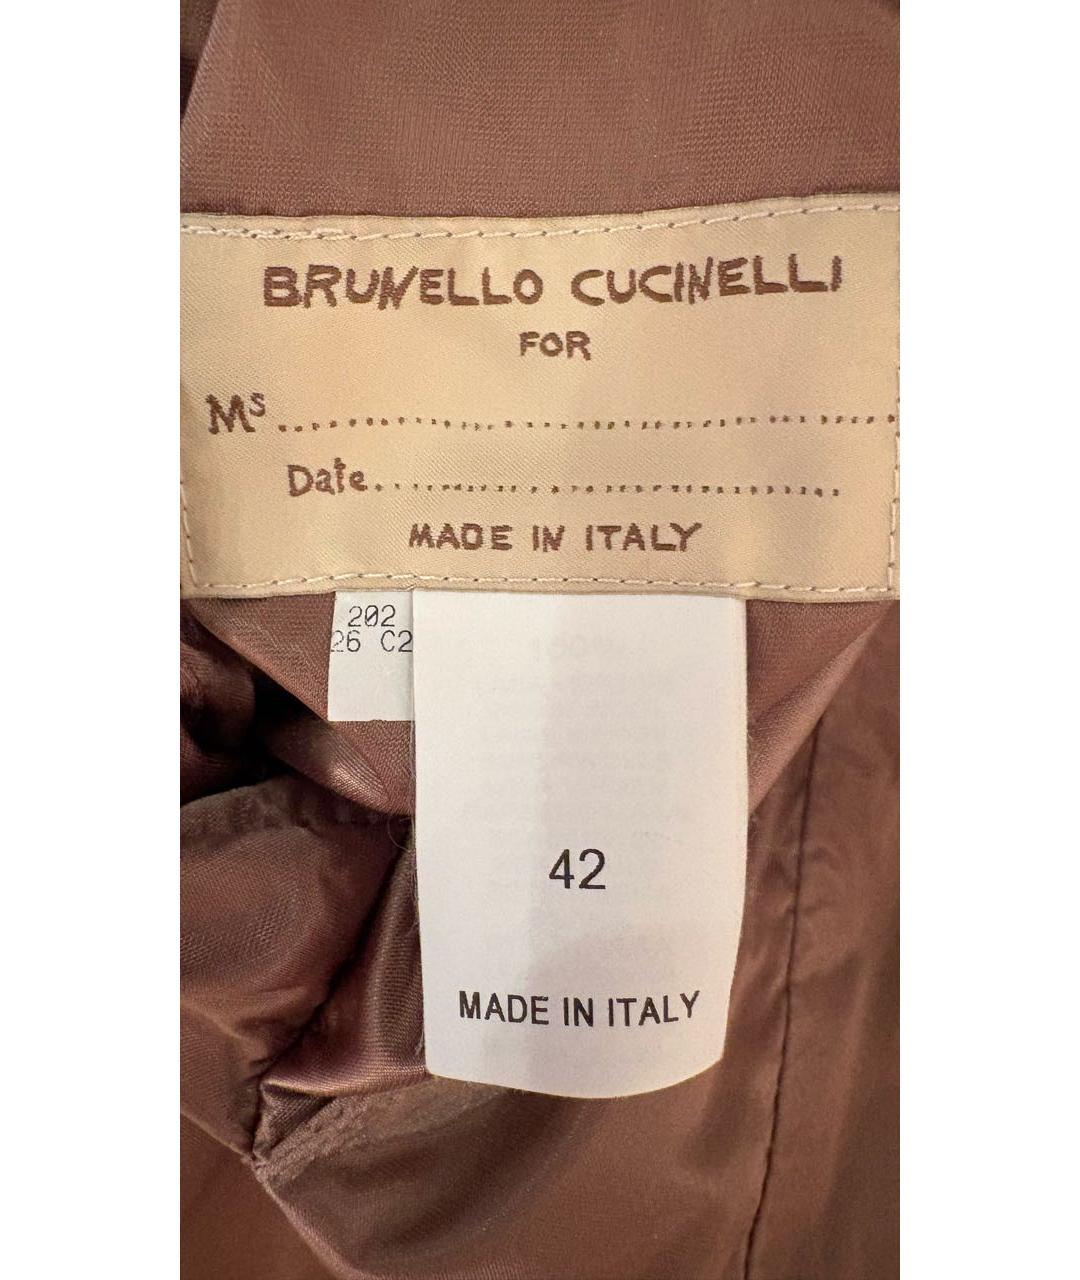 BRUNELLO CUCINELLI
FOR
Ms
Date
MADE IN ITALY
202
26 C2
42
MADE IN ITALY